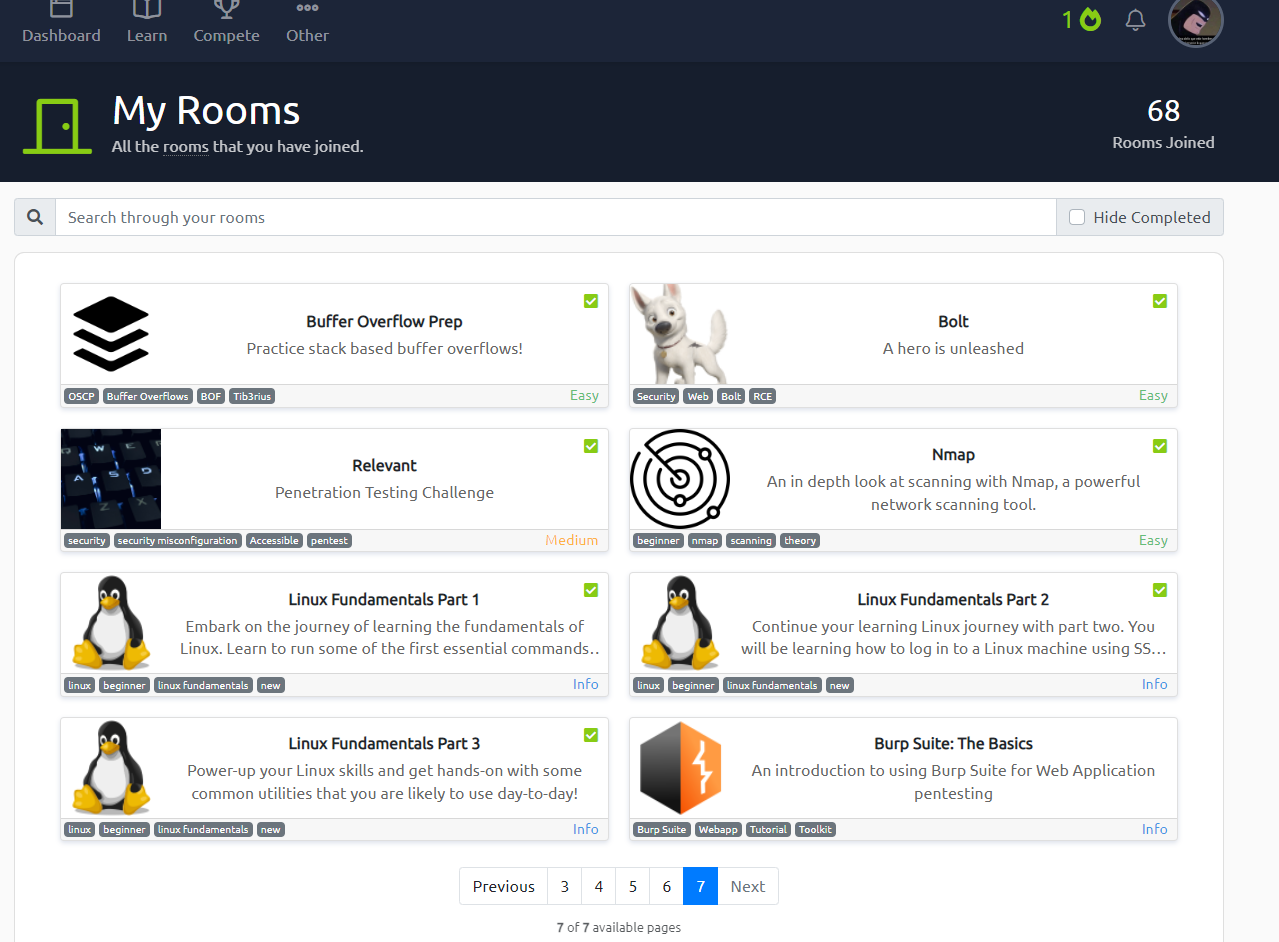 Dashboard
Learn
Compete
Other
1
My Rooms
All the rooms that you have joined.
68
Rooms Joined
Search through your rooms
Hide Completed
Buffer Overflow Prep
Practice stack based buffer overflows!
OSCP Buffer Overflows BOF Tib3rius
Easy
Bolt
A hero is unleashed
Security Web Bolt RCE
Easy
Relevant
Penetration Testing Challenge
security security misconfiguration Accessible pentest
Medium
Nmap
An in depth look at scanning with Nmap, a powerful
network scanning tool.
beginner nmap scanning theory
Easy
Linux Fundamentals Part 1
Embark on the journey of learning the fundamentals of
Linux. Learn to run some of the first essential commands..
linux beginner linux fundamentals new
Info
Linux Fundamentals Part 2
Continue your learning Linux journey with part two. You
will be learning how to log in to a Linux machine using SS...
linux beginner linux fundamentals new
Info
Linux Fundamentals Part 3
Power-up your Linux skills and get hands-on with some
common utilities that you are likely to use day-to-day!
linux beginner linux fundamentals new
Info
Burp Suite: The Basics
An introduction to using Burp Suite for Web Application
pentesting
Burp Suite Webapp Tutorial Toolkit
Info
Previous 3 4 5 6 7 Next
7 of 7 available pages